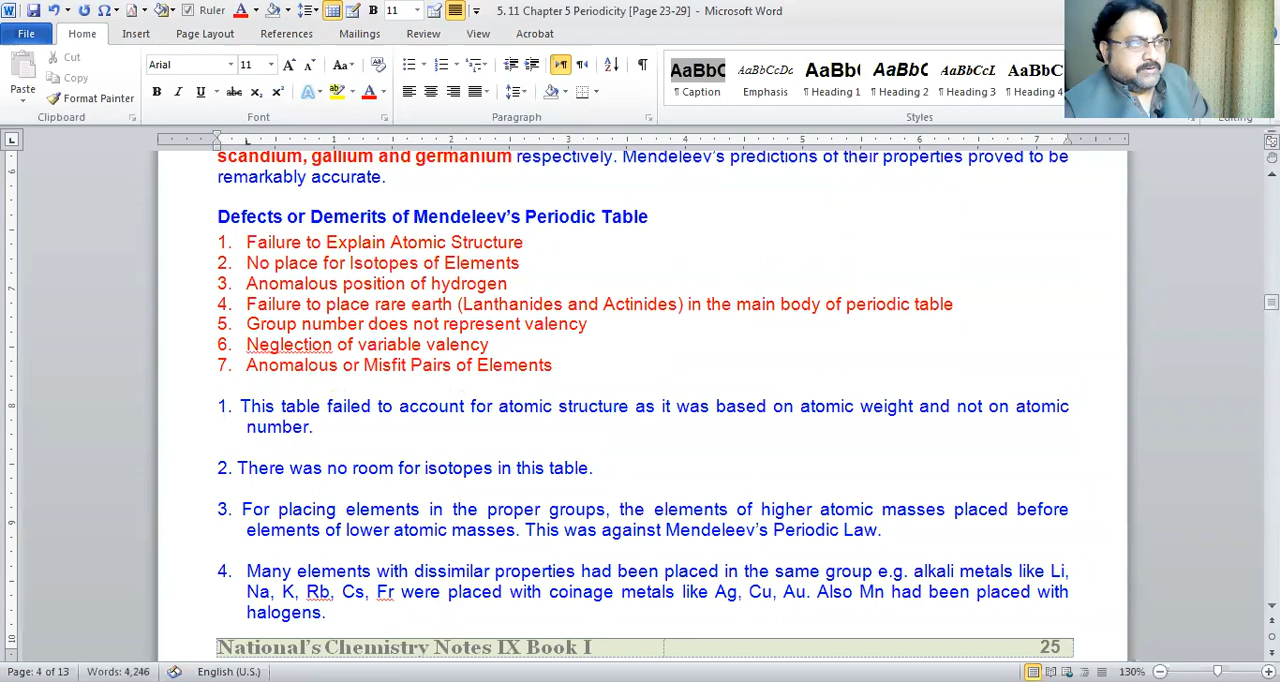 Ruler
B
11
5. 11 Chapter 5 Periodicity [Page 23-29] - Microsoft Word
File
Home
Insert
Page Layout
References
Mailings
Review
View
Acrobat
Paste
Cut
Copy
Format Painter
Clipboard
Arial
11
Font
Paragraph
AaBbC
¶ Caption
AaBbCcDc
Emphasis
AaBb(
¶ Heading 1
AaBbC
¶ Heading 2
AaBbCcL
¶ Heading 3
AaBbC
¶ Heading 4
Styles
Editing
scandium, gallium and germanium respectively. Mendeleev’s predictions of their properties proved to be
remarkably accurate.
Defects or Demerits of Mendeleev’s Periodic Table
1. Failure to Explain Atomic Structure
2. No place for Isotopes of Elements
3. Anomalous position of hydrogen
4. Failure to place rare earth (Lanthanides and Actinides) in the main body of periodic table
5. Group number does not represent valency
6. Neglection of variable valency
7. Anomalous or Misfit Pairs of Elements
1. This table failed to account for atomic structure as it was based on atomic weight and not on atomic
number.
2. There was no room for isotopes in this table.
3. For placing elements in the proper groups, the elements of higher atomic masses placed before
elements of lower atomic masses. This was against Mendeleev’s Periodic Law.
4. Many elements with dissimilar properties had been placed in the same group e.g. alkali metals like Li,
Na, K, Rb, Cs, Fr were placed with coinage metals like Ag, Cu, Au. Also Mn had been placed with
halogens.
National’s Chemistry Notes IX Book I 25
Page: 4 of 13
Words: 4,246
English (U.S.)
130%